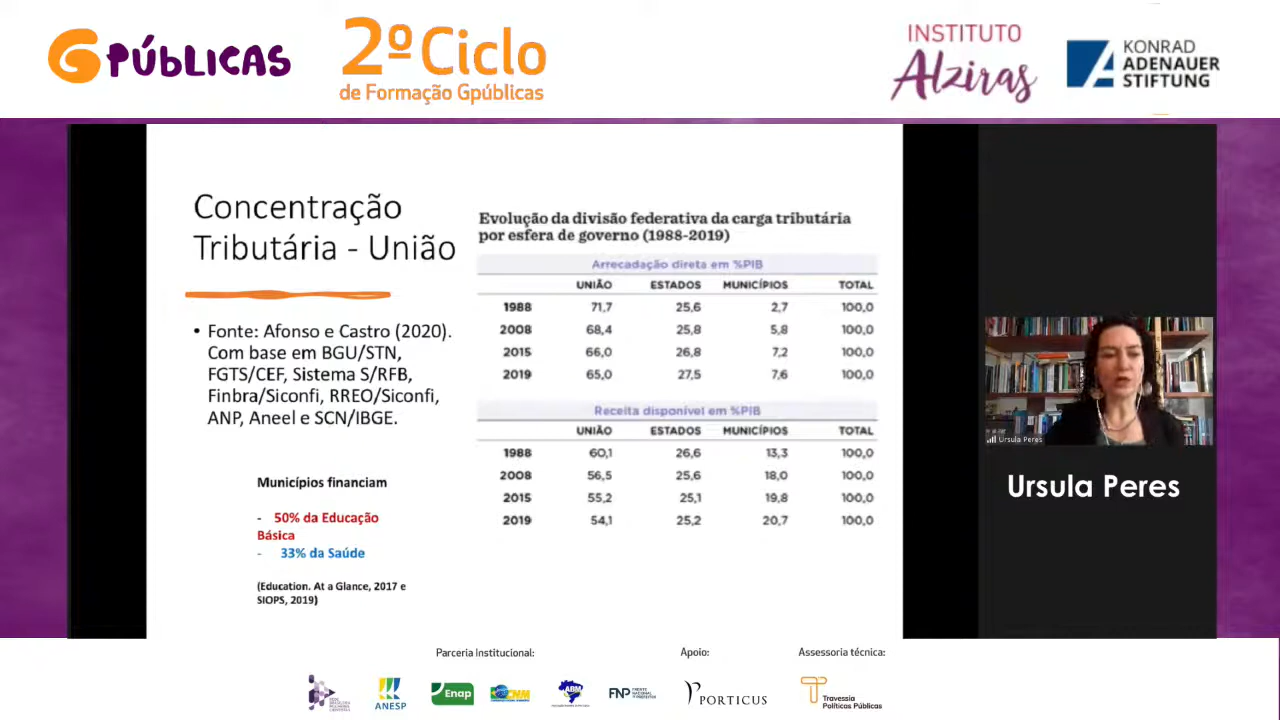 GPÚBLICAS
2º Ciclo
de Formação Gpúblicas
INSTITUTO
Alziras
KONRAD
ADENAUER
STIFTUNG
Concentração
Tributária - União
• Fonte: Afonso e Castro (2020).
Com base em BGU/STN,
FGTS/CEF, Sistema S/RFB,
Finbra/Siconfi, RREO/Siconfi,
ANP, Aneel e SCN/IBGE.
Municípios financiam
- 50% da Educação
Básica
- 33% da Saúde
(Education. At a Glance, 2017 e
SIOPS, 2019)
Evolução da divisão federativa da carga tributária
por esfera de governo (1988-2019)
Arrecadação direta em %PIB
UNIÃO ESTADOS MUNICÍPIOS TOTAL
1988 71,7 25,6 2,7 100,0
2008 68,4 25,8 5,8 100,0
2015 66,0 26,8 7,2 100,0
2019 65,0 27,5 7,6 100,0
Receita disponível em %PIB
UNIÃO ESTADOS MUNICÍPIOS TOTAL
1988 60,1 26,6 13,3 100,0
2008 56,5 25,6 18,0 100,0
2015 55,2 25,1 19,8 100,0
2019 54,1 25,2 20,7 100,0
Ursula Peres
Ursula Peres
Parceria institucional:
Apoio:
Assessoria técnica:
ANESP
Enap
CNM
ABM
FNP FRENTE NACIONAL DE PREFEITOS
PORTICUS
Travessia
Políticas Públicas